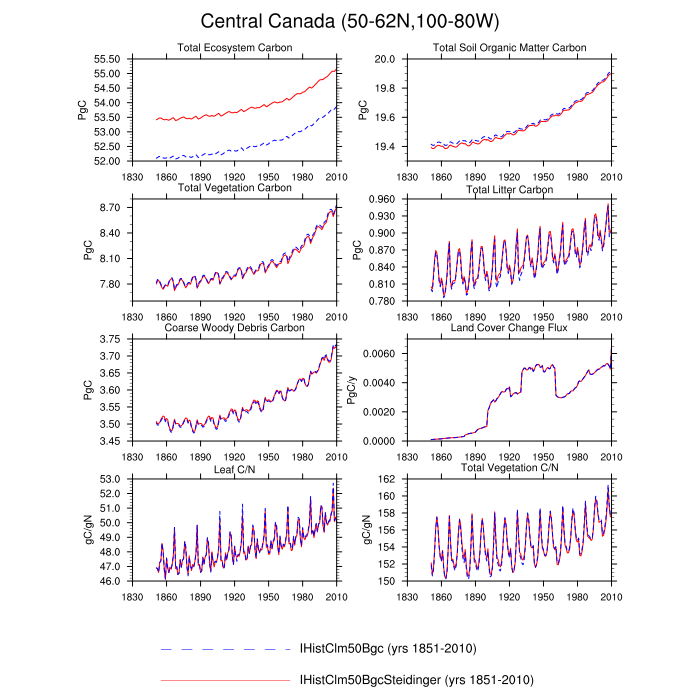 Central Canada (50-62N,100-80W)
Total Ecosystem Carbon
Total Soil Organic Matter Carbon
55.50
55.00
54.50
54.00
53.50
53.00
52.50
52.00
PgC
1830 1860 1890 1920 1950 1980 2010
20.0
19.8
19.6
19.4
PgC
1830 1860 1890 1920 1950 1980 2010
Total Vegetation Carbon
Total Litter Carbon
8.70
8.40
8.10
7.80
PgC
1830 1860 1890 1920 1950 1980 2010
0.960
0.930
0.900
0.870
0.840
0.810
0.780
PgC
1830 1860 1890 1920 1950 1980 2010
Coarse Woody Debris Carbon
Land Cover Change Flux
3.75
3.70
3.65
3.60
3.55
3.50
3.45
PgC
1830 1860 1890 1920 1950 1980 2010
0.0060
0.0040
0.0020
0.0000
PgC/y
1830 1860 1890 1920 1950 1980 2010
Leaf C/N
Total Vegetation C/N
53.0
52.0
51.0
50.0
49.0
48.0
47.0
46.0
gC/gN
1830 1860 1890 1920 1950 1980 2010
162
160
158
156
154
152
150
gC/gN
1830 1860 1890 1920 1950 1980 2010
IHistClm50Bgc (yrs 1851-2010)
IHistClm50BgcSteidinger (yrs 1851-2010)